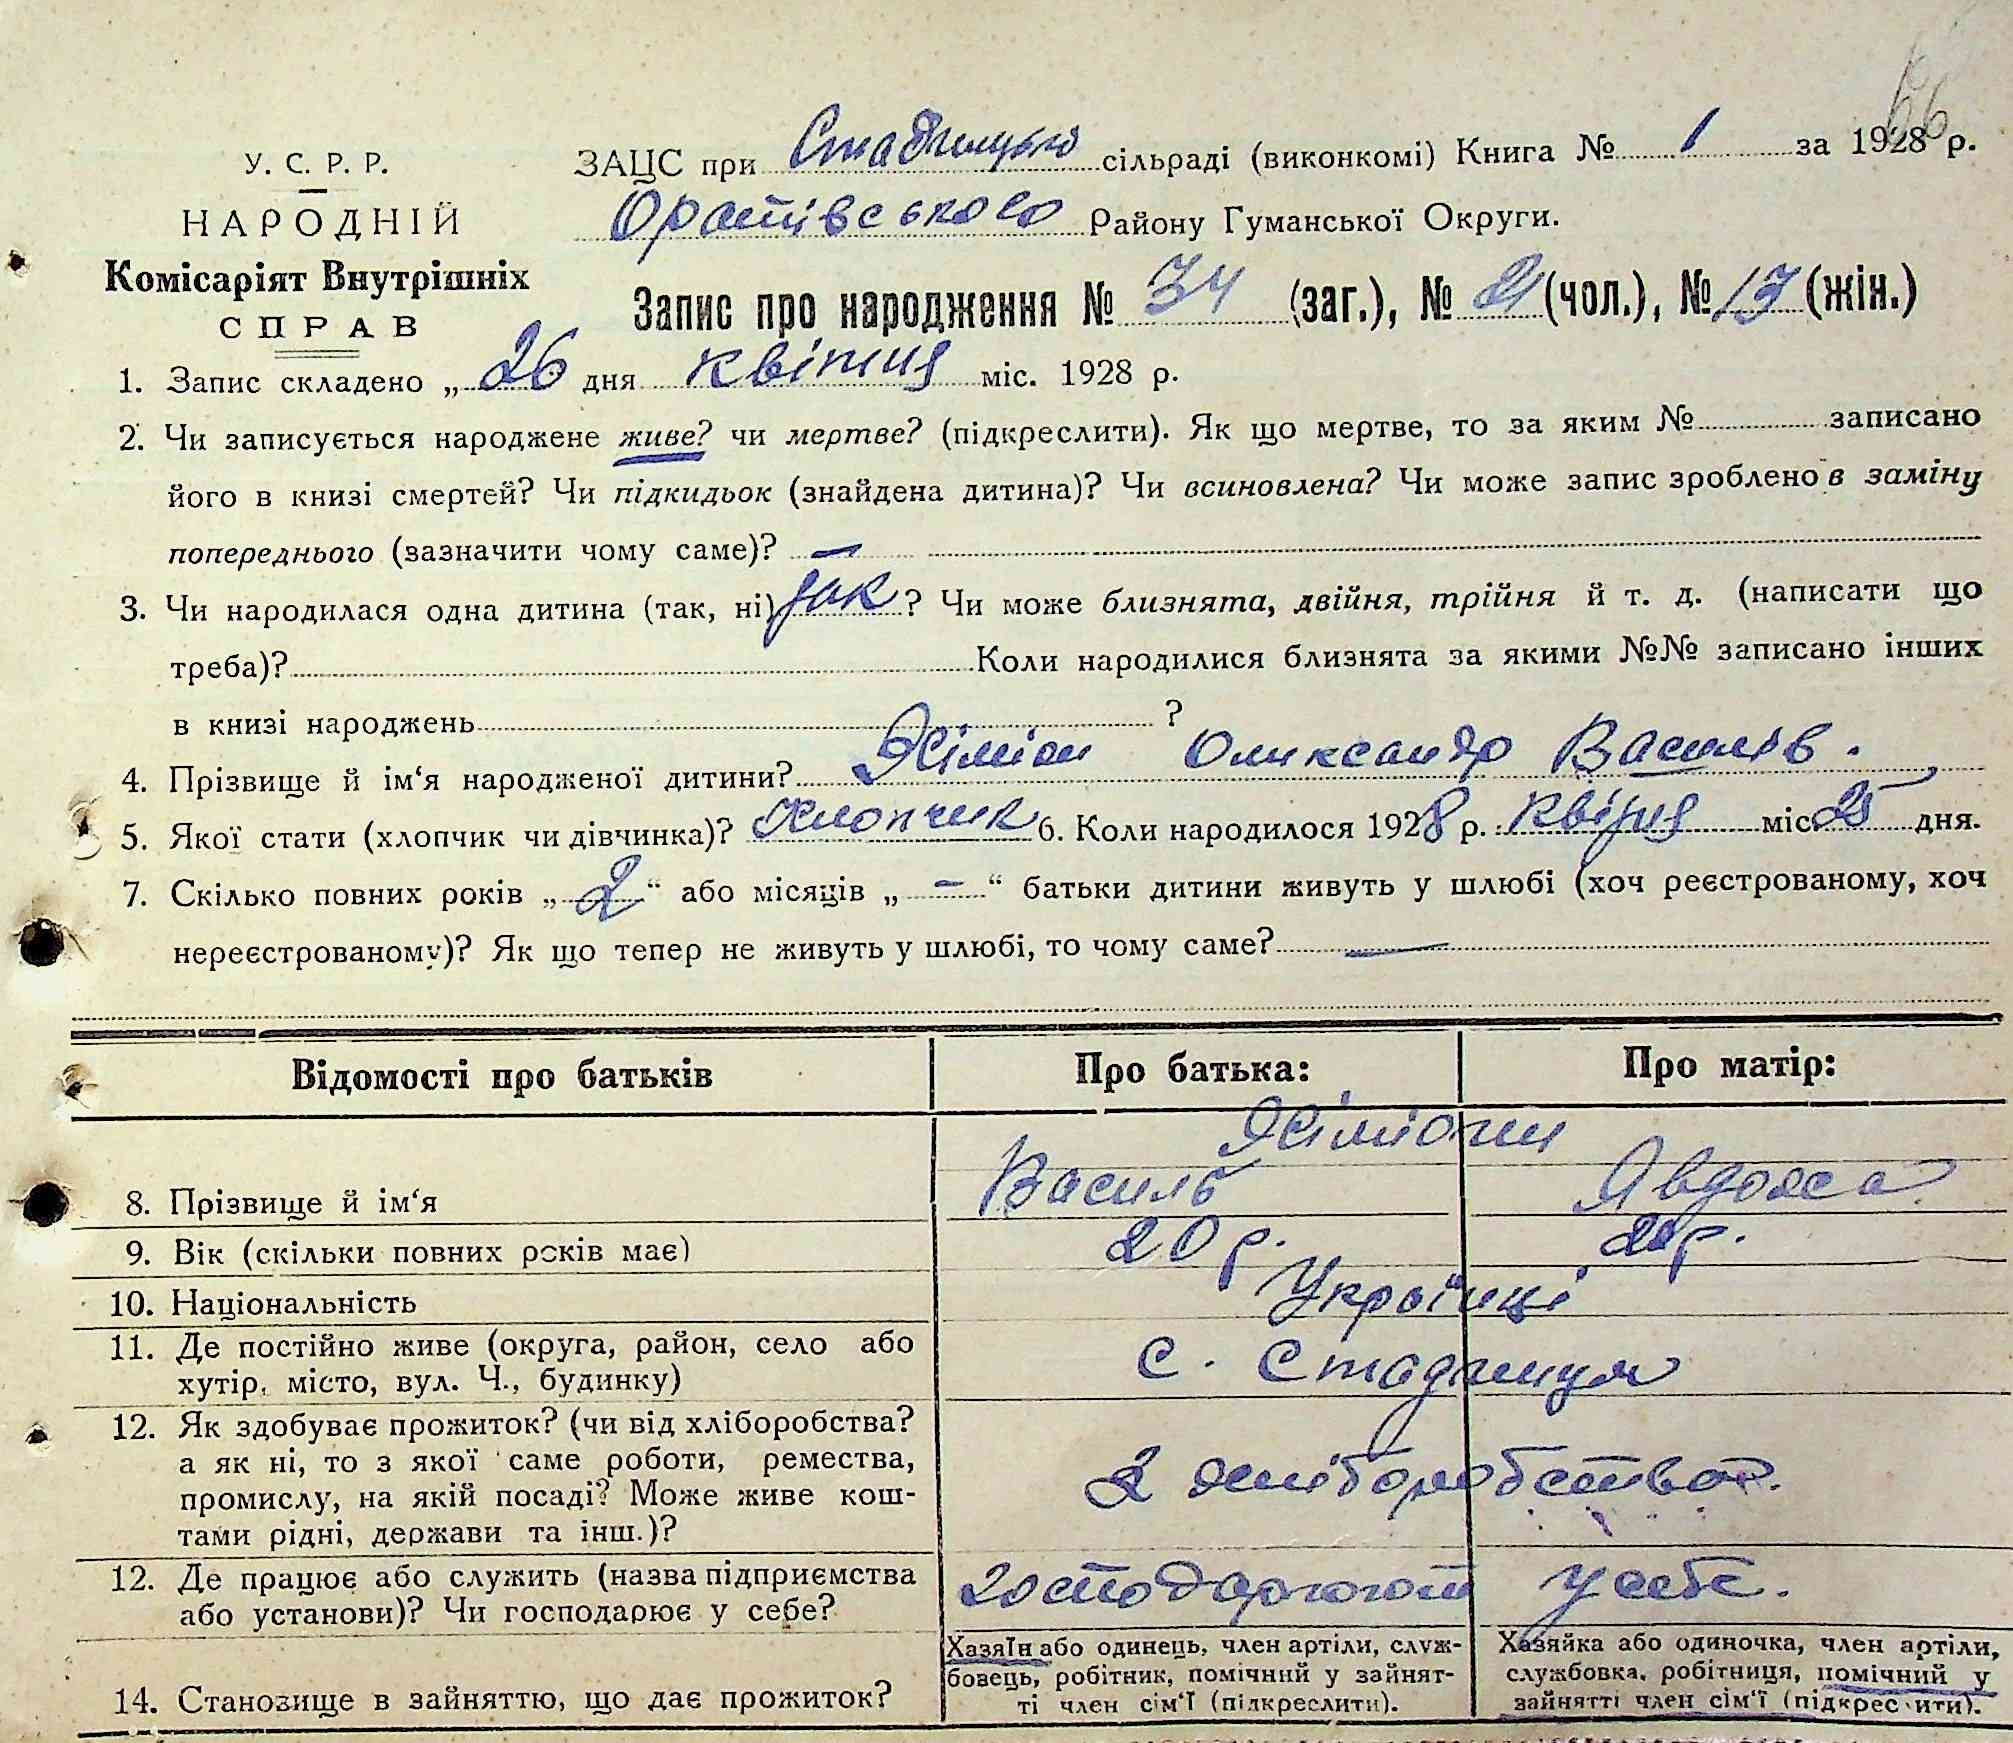 66
У. С. Р. Р.
НАРОДНІЙ
Комісаріят Внутрішніх
СПРАВ
ЗАЦС при сільраді (виконкомі) Книга № 1 за 1928 р.
Оратівського Району Гуманської Округи.
Запис про народження № 34 (заг.), № 21 (чол.), № 13 (жін.)
1. Запис складено „ 26 дня квітня міс. 1928 р.
2. Чи записується народжене живе? чи мертве? (підкреслити). Як що мертве, то за яким № записано
його в книзі смертей? Чи підкидьок (знайдена дитина)? Чи всиновлена? Чи може запис зроблено в заміну
попереднього (зазначити чому саме)? —
3. Чи народилася одна дитина (так, ні) так ? Чи може близнята, двійня, трійня й т. д. (написати що
треба)? Коли народилися близнята за якими №№ записано інших
в книзі народжень ?
4. Прізвище й ім‘я народженої дитини? Олександр Васильів.
5. Якої стати (хлопчик чи дівчинка)? Хлопчик 6. Коли народилося 1928 р. квітня міс. 25 дня.
7. Скілько повних років „ 2 “ або місяців „ — “ батьки дитини живуть у шлюбі (хоч реєстрованому, хоч
нереєстрованому)? Як що тепер не живуть у шлюбі, то чому саме? —
Відомості про батьків Про батька: Про матір:
8. Прізвище й ім‘я Василь
9. Вік (скільки повних років має) 20 р. 20 р.
10. Національність Українці
11. Де постійно живе (округа, район, село або
хутір, місто, вул. Ч., будинку) с. Стадниця
12. Як здобуває прожиток? (чи від хліборобства?
а як ні, то з якої саме роботи, ремества,
промислу, на якій посаді? Може живе кош-
тами рідні, держави та інш.)? З хліборобства.
12. Де працює або служить (назва підприємства
або установи)? Чи господарює у себе? господарюють у себе.
14. Становище в зайняттю, що дає прожиток?
Хазяїн або одинець, член артіли, служ-
бовець, робітник, помічний у зайнят-
ті член сім‘ї (підкреслити).
Хазяйка або одиночка, член артіли,
службовка, робітниця, помічний у
зайнятті член сім‘ї (підкреслити).